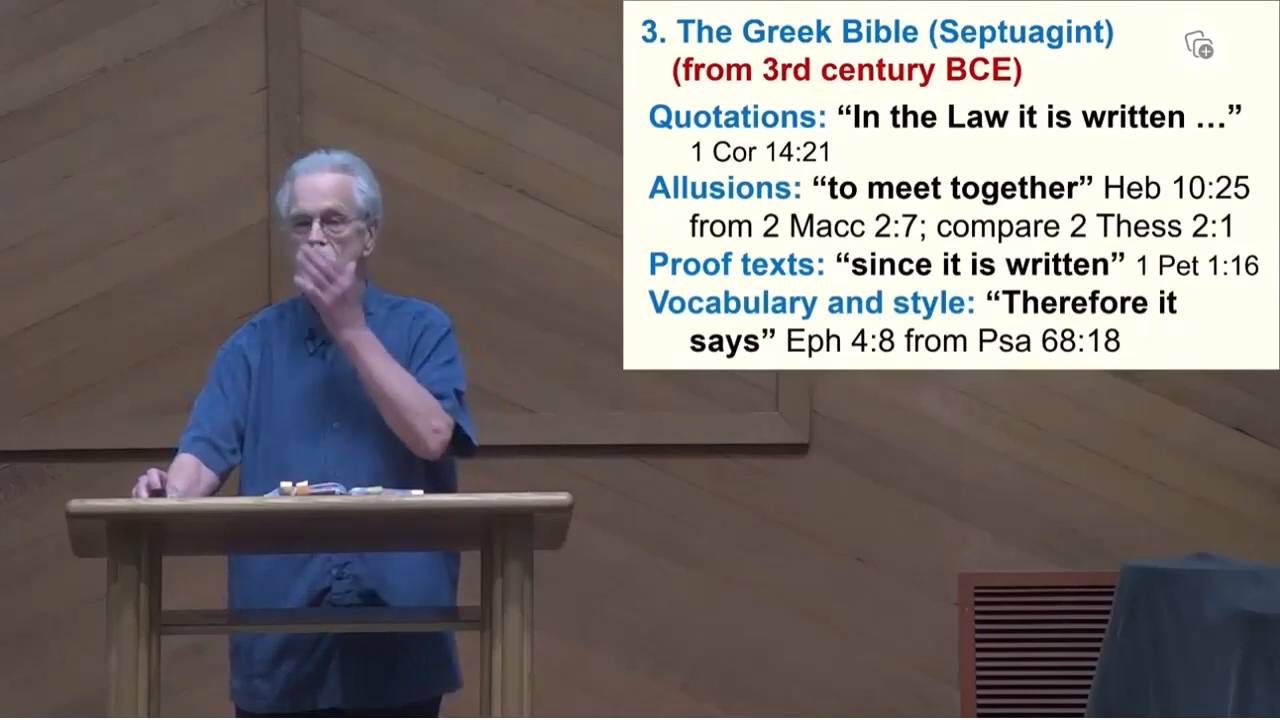 3. The Greek Bible (Septuagint)
(from 3rd century BCE)
Quotations: “In the Law it is written …”
1 Cor 14:21
Allusions: “to meet together” Heb 10:25
from 2 Macc 2:7; compare 2 Thess 2:1
Proof texts: “since it is written” 1 Pet 1:16
Vocabulary and style: “Therefore it
says” Eph 4:8 from Psa 68:18